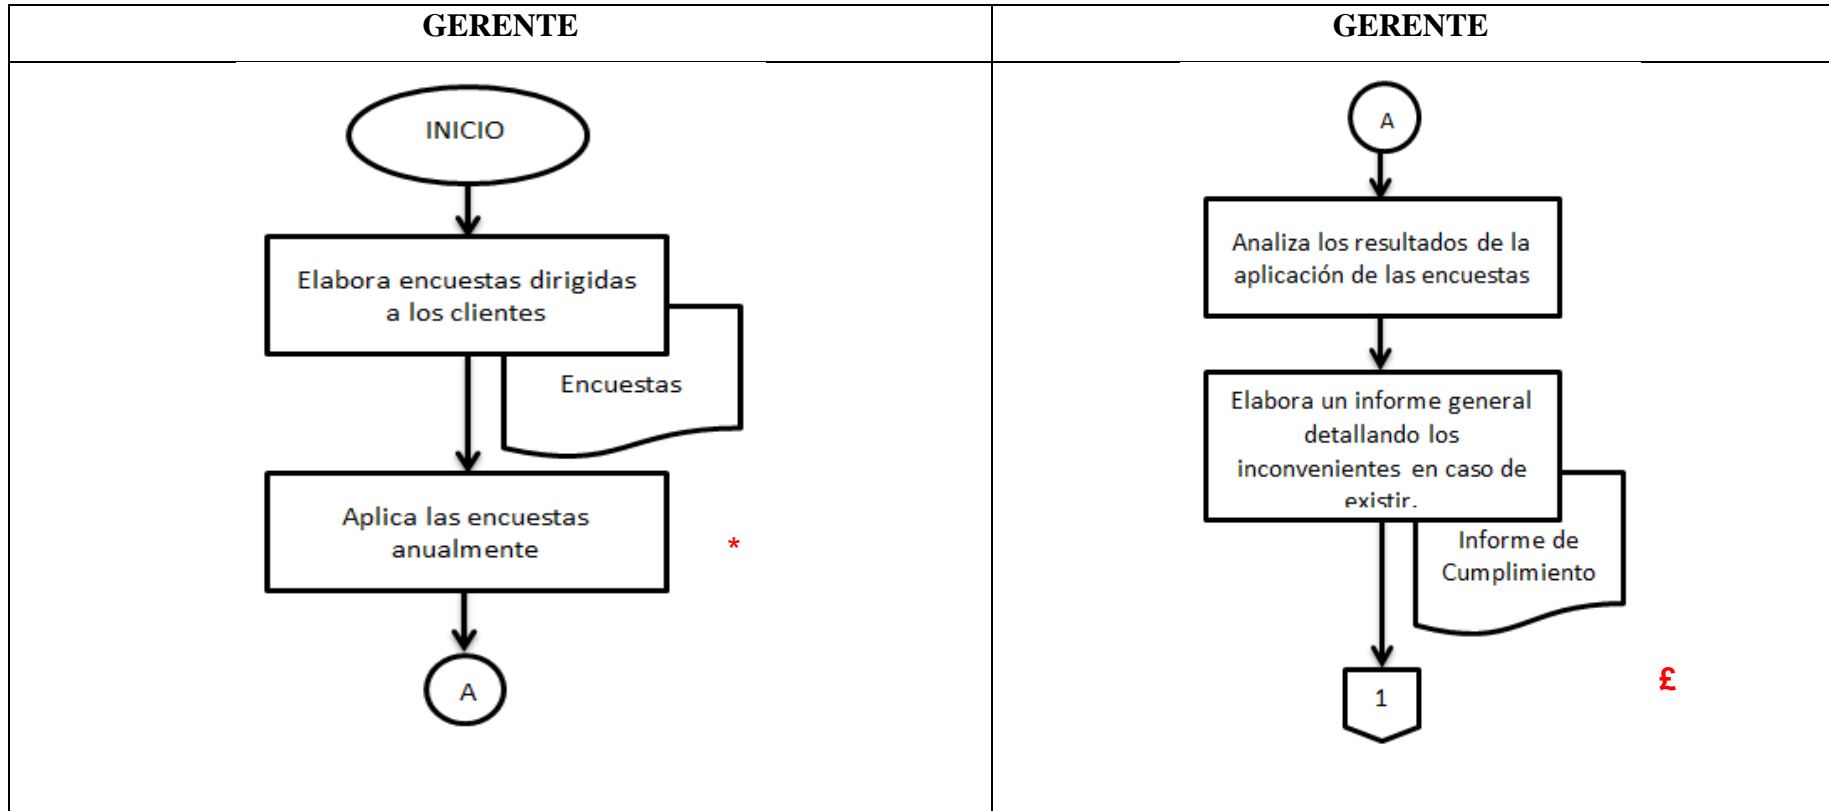 GERENTE
INICIO
Elabora encuestas dirigidas
a los clientes
Encuestas
Aplica las encuestas
anualmente
*
A
GERENTE
A
Analiza los resultados de la
aplicación de las encuestas
Elabora un informe general
detallando los
inconvenientes en caso de
existir.
Informe de
Cumplimiento
£
1